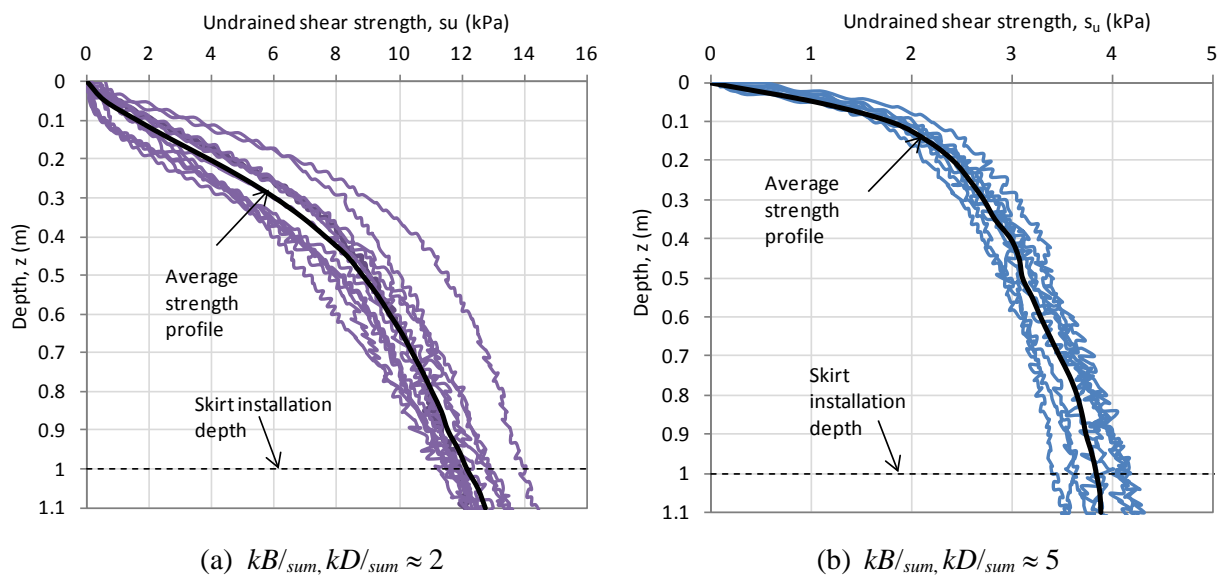 Undrained shear strength, su (kPa)
0 2 4 6 8 10 12 14 16
0
0.1
0.2
0.3
0.4
0.5
0.6
0.7
0.8
0.9
1
1.1
Depth, z (m)
Average
strength
profile
Skirt installation
depth
(a) kB/sum, kD/sum ≈ 2
Undrained shear strength, su (kPa)
0 1 2 3 4 5
0
0.1
0.2
0.3
0.4
0.5
0.6
0.7
0.8
0.9
1
1.1
Depth, z (m)
Average
strength
profile
Skirt
installation
depth
(b) kB/sum, kD/sum ≈ 5